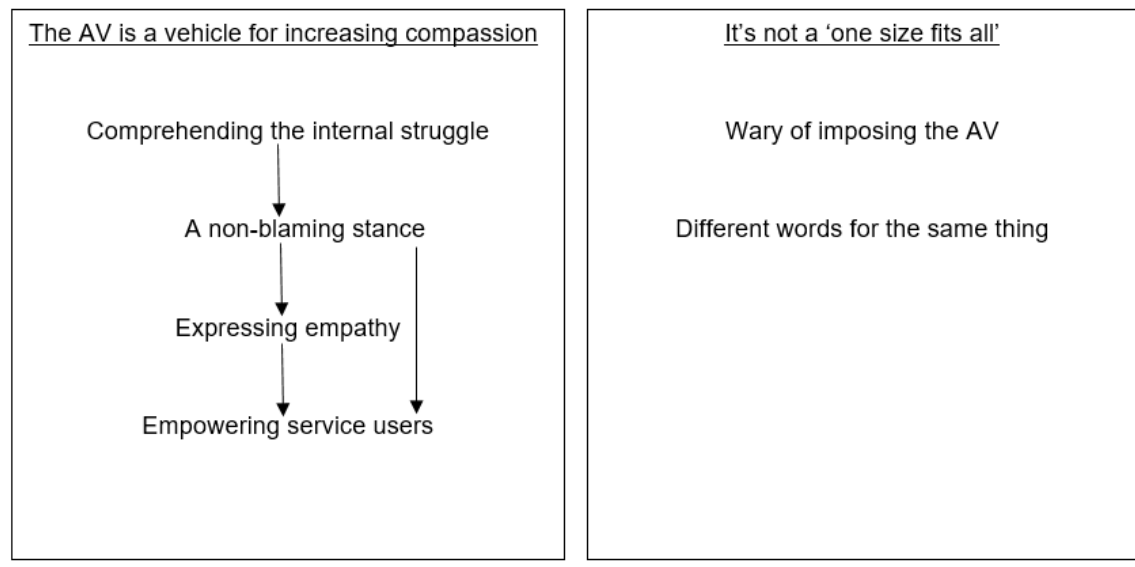 The AV is a vehicle for increasing compassion
Comprehending the internal struggle
A non-blaming stance
Expressing empathy
Empowering service users
It's not a ‘one size fits all’
Wary of imposing the AV
Different words for the same thing